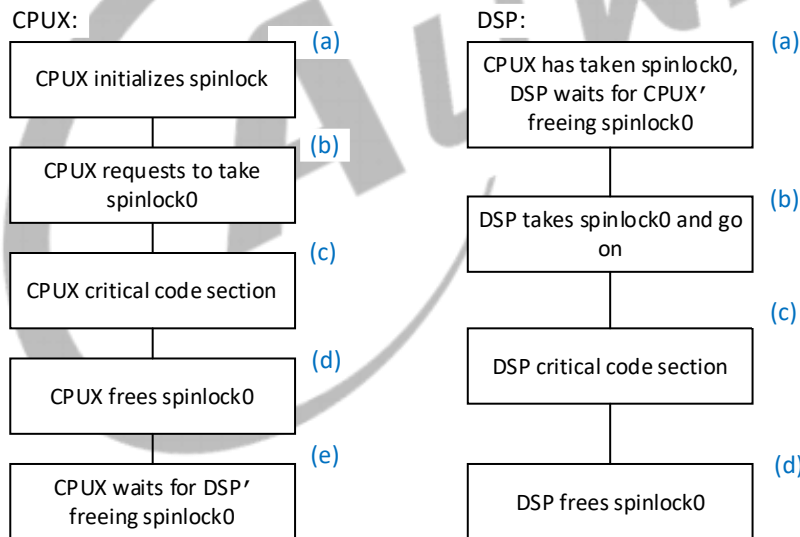 CPUX:
(a)
CPUX initializes spinlock
(b)
CPUX requests to take
spinlock0
(c)
CPUX critical code section
(d)
CPUX frees spinlock0
(e)
CPUX waits for DSP’
freeing spinlock0
DSP:
(a)
CPUX has taken spinlock0,
DSP waits for CPUX’
freeing spinlock0
(b)
DSP takes spinlock0 and go
on
(c)
DSP critical code section
(d)
DSP frees spinlock0